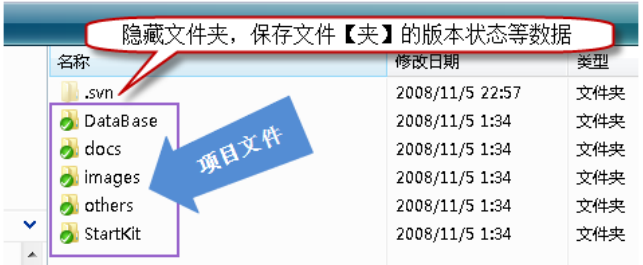 隐藏文件夹，保存文件【夹】的版本状态等数据
名称 修改日期 类型
.svn 2008/11/5 22:57 文件夹
DataBase 2008/11/5 1:34 文件夹
docs 2008/11/5 1:34 文件夹
images 2008/11/5 1:34 文件夹
others 2008/11/5 1:34 文件夹
StartKit 2008/11/5 1:34 文件夹
项目文件